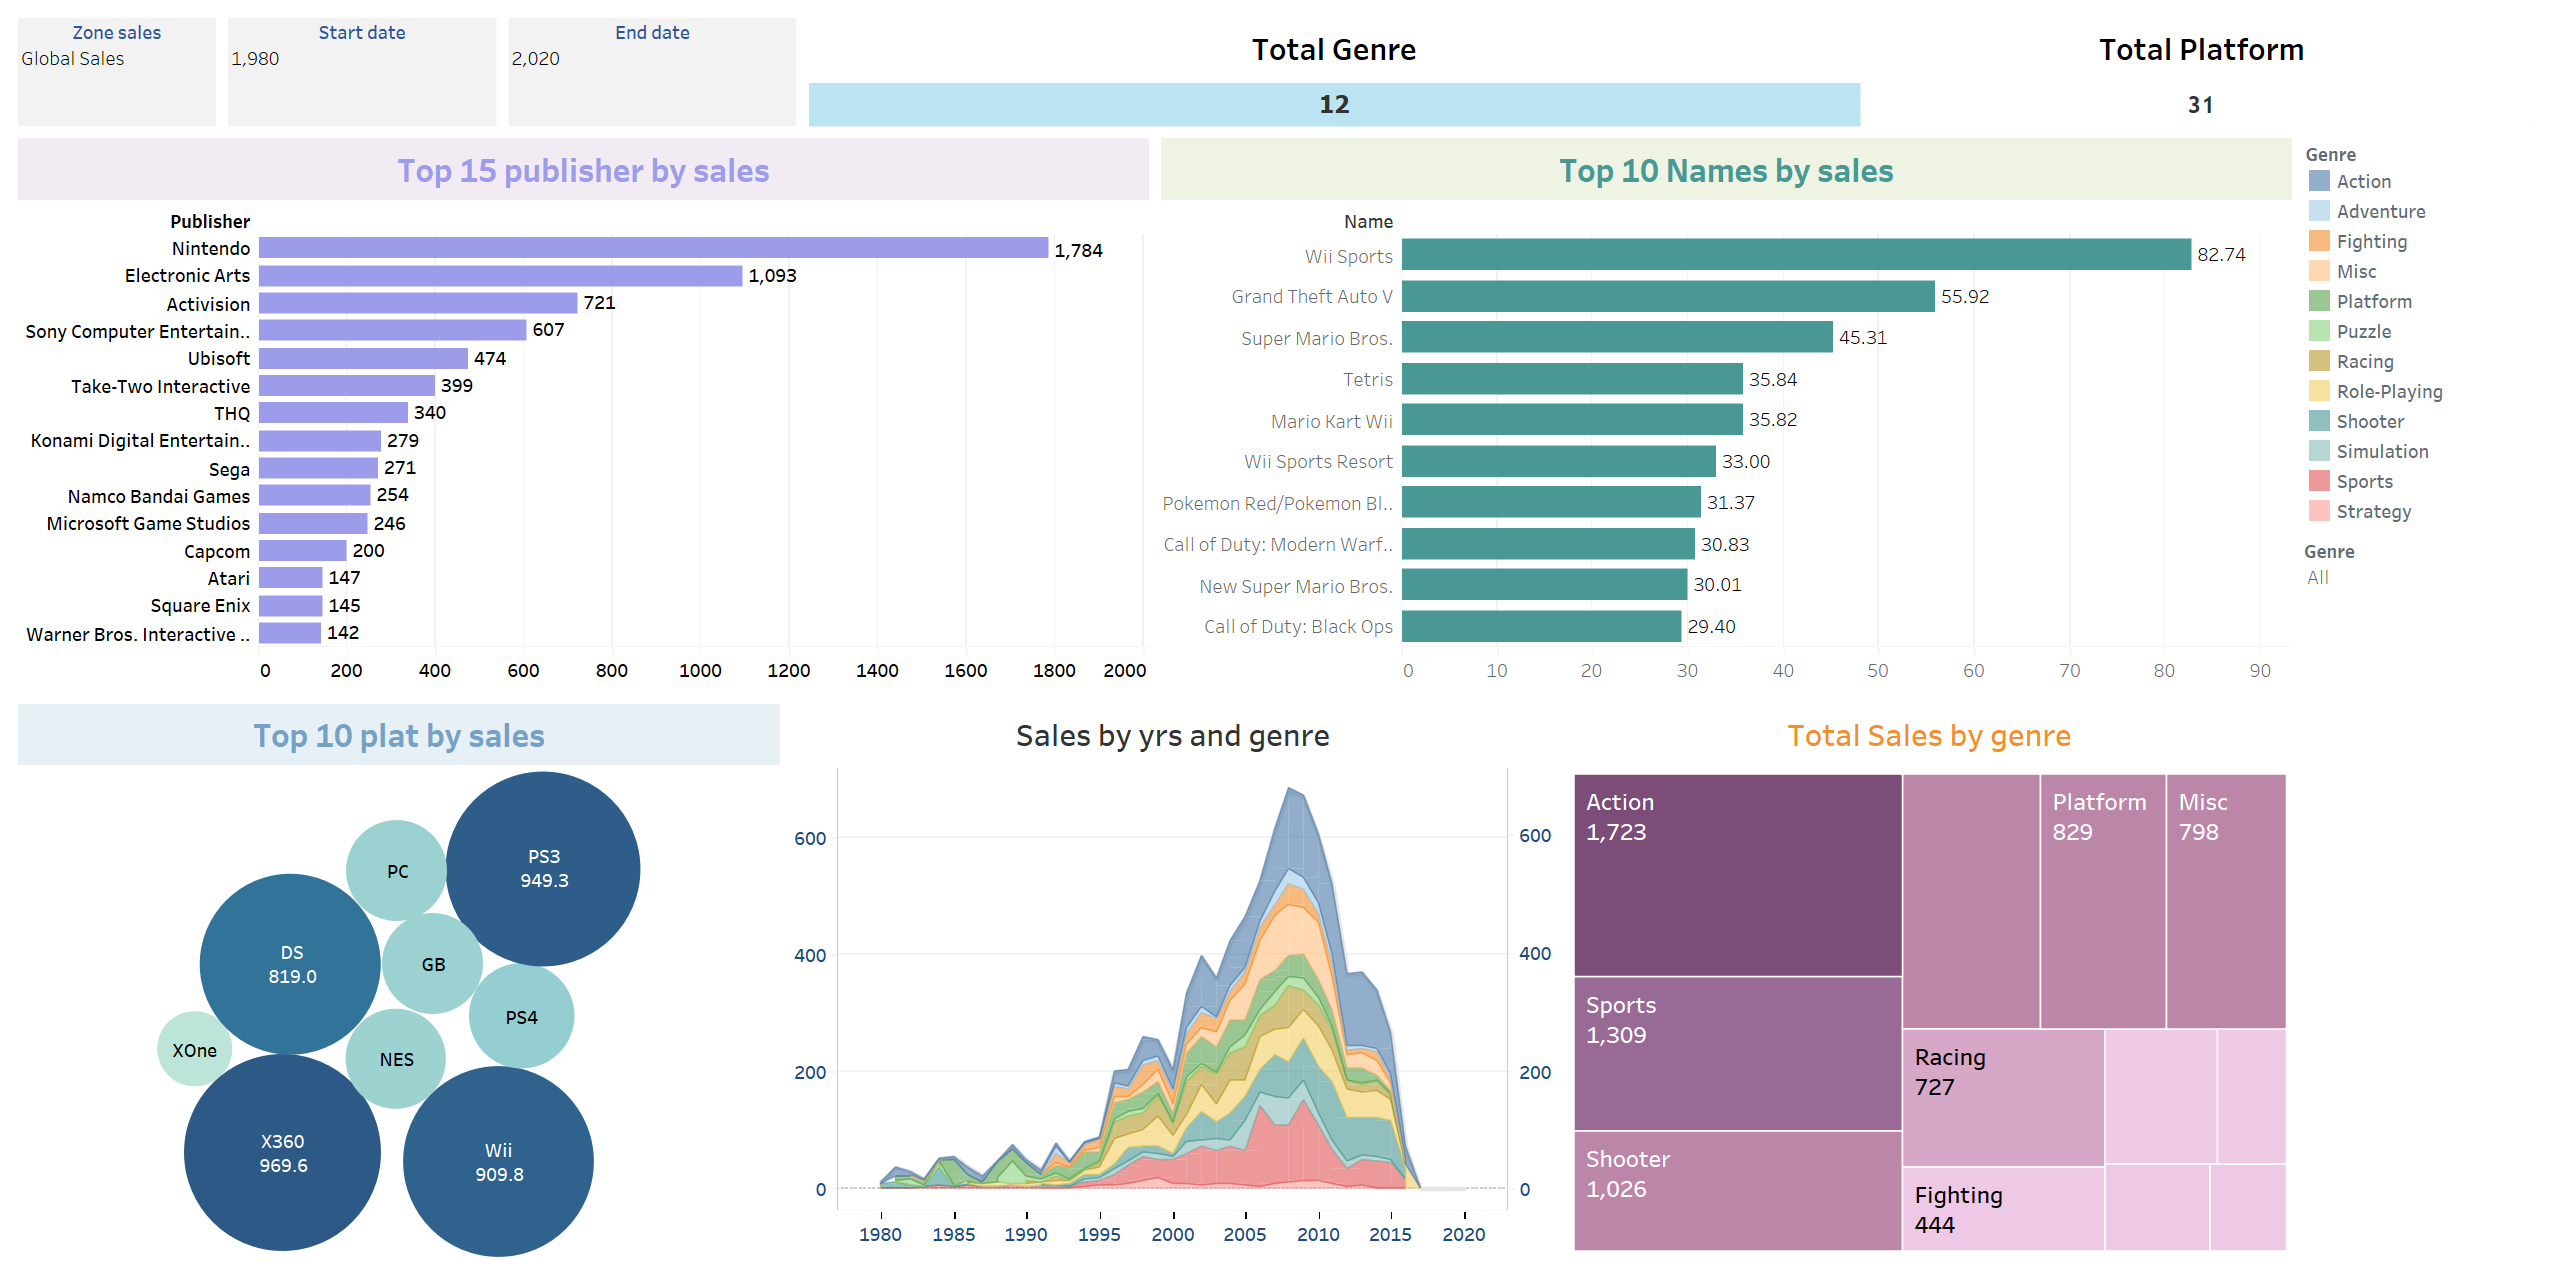 Zone sales
Global Sales
Start date
1,980
End date
2,020
Total Genre
12
Total Platform
31
Top 15 publisher by sales
Publisher
Nintendo 1,784
Electronic Arts 1,093
Activision 721
Sony Computer Entertain.. 607
Ubisoft 474
Take-Two Interactive 399
THQ 340
Konami Digital Entertain.. 279
Sega 271
Namco Bandai Games 254
Microsoft Game Studios 246
Capcom 200
Atari 147
Square Enix 145
Warner Bros. Interactive .. 142
0 200 400 600 800 1000 1200 1400 1600 1800 2000
Top 10 Names by sales
Name
Wii Sports 82.74
Grand Theft Auto V 55.92
Super Mario Bros. 45.31
Tetris 35.84
Mario Kart Wii 35.82
Wii Sports Resort 33.00
Pokemon Red/Pokemon Bl.. 31.37
Call of Duty: Modern Warf.. 30.83
New Super Mario Bros. 30.01
Call of Duty: Black Ops 29.40
0 10 20 30 40 50 60 70 80 90
Genre
Action
Adventure
Fighting
Misc
Platform
Puzzle
Racing
Role-Playing
Shooter
Simulation
Sports
Strategy
Genre
All
Top 10 plat by sales
PS3
949.3
PC
DS
819.0
GB
PS4
XOne
NES
X360
969.6
Wii
909.8
Sales by yrs and genre
600 600
400 400
200 200
0 0
1980 1985 1990 1995 2000 2005 2010 2015 2020
Total Sales by genre
Action
1,723
Platform
829
Misc
798
Sports
1,309
Racing
727
Shooter
1,026
Fighting
444